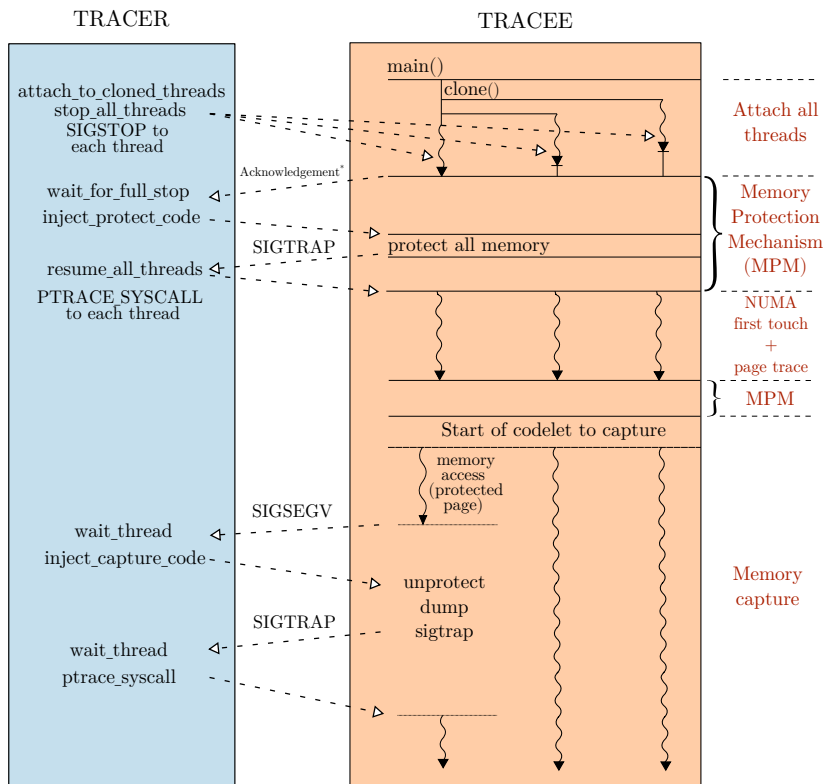 TRACER
TRACEE
main()
attach_to_cloned_threads
clone()
stop_all_threads
SIGSTOP to
each thread
Attach all
threads
Acknowledgement*
wait_for_full_stop
inject_protect_code
Memory
Protection
Mechanism
(MPM)
SIGTRAP
protect all memory
resume_all_threads
PTRACE_SYSCALL
to each thread
NUMA
first touch
+
page trace
MPM
Start of codelet to capture
memory
access
(protected
page)
SIGSEGV
wait_thread
inject_capture_code
unprotect
dump
sigtrap
Memory
capture
SIGTRAP
wait_thread
ptrace_syscall